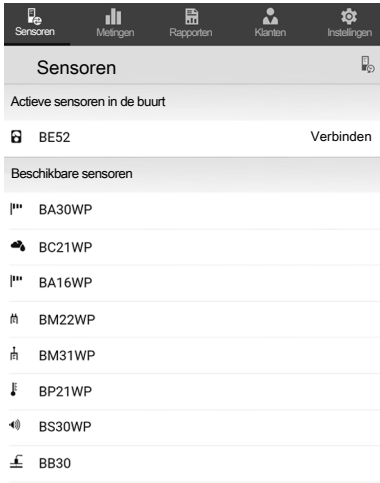 Sensoren Metingen Rapporten Klanten Instellingen
Sensoren
Actieve sensoren in de buurt
BE52 Verbinden
Beschikbare sensoren
BA30WP
BC21WP
BA16WP
BM22WP
BM31WP
BP21WP
BS30WP
BB30